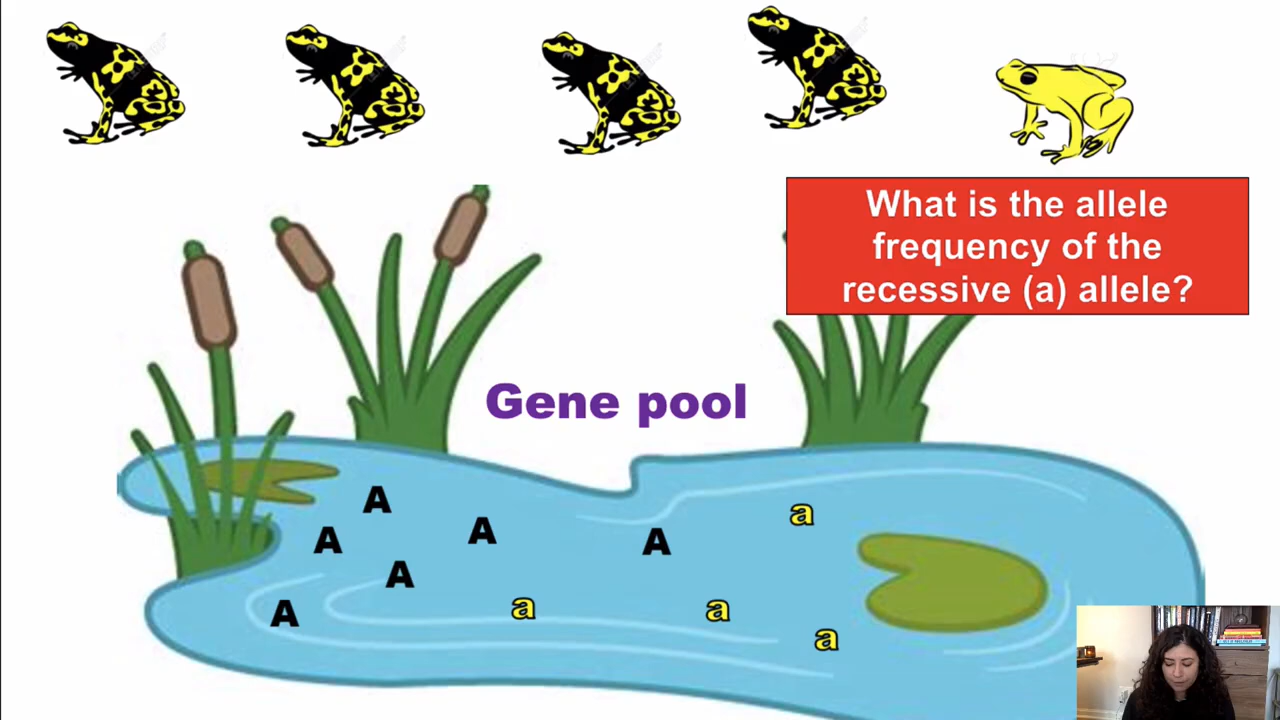 What is the allele
frequency of the
recessive (a) allele?
Gene pool
A
a
A
A
A
A
a
a
A
a